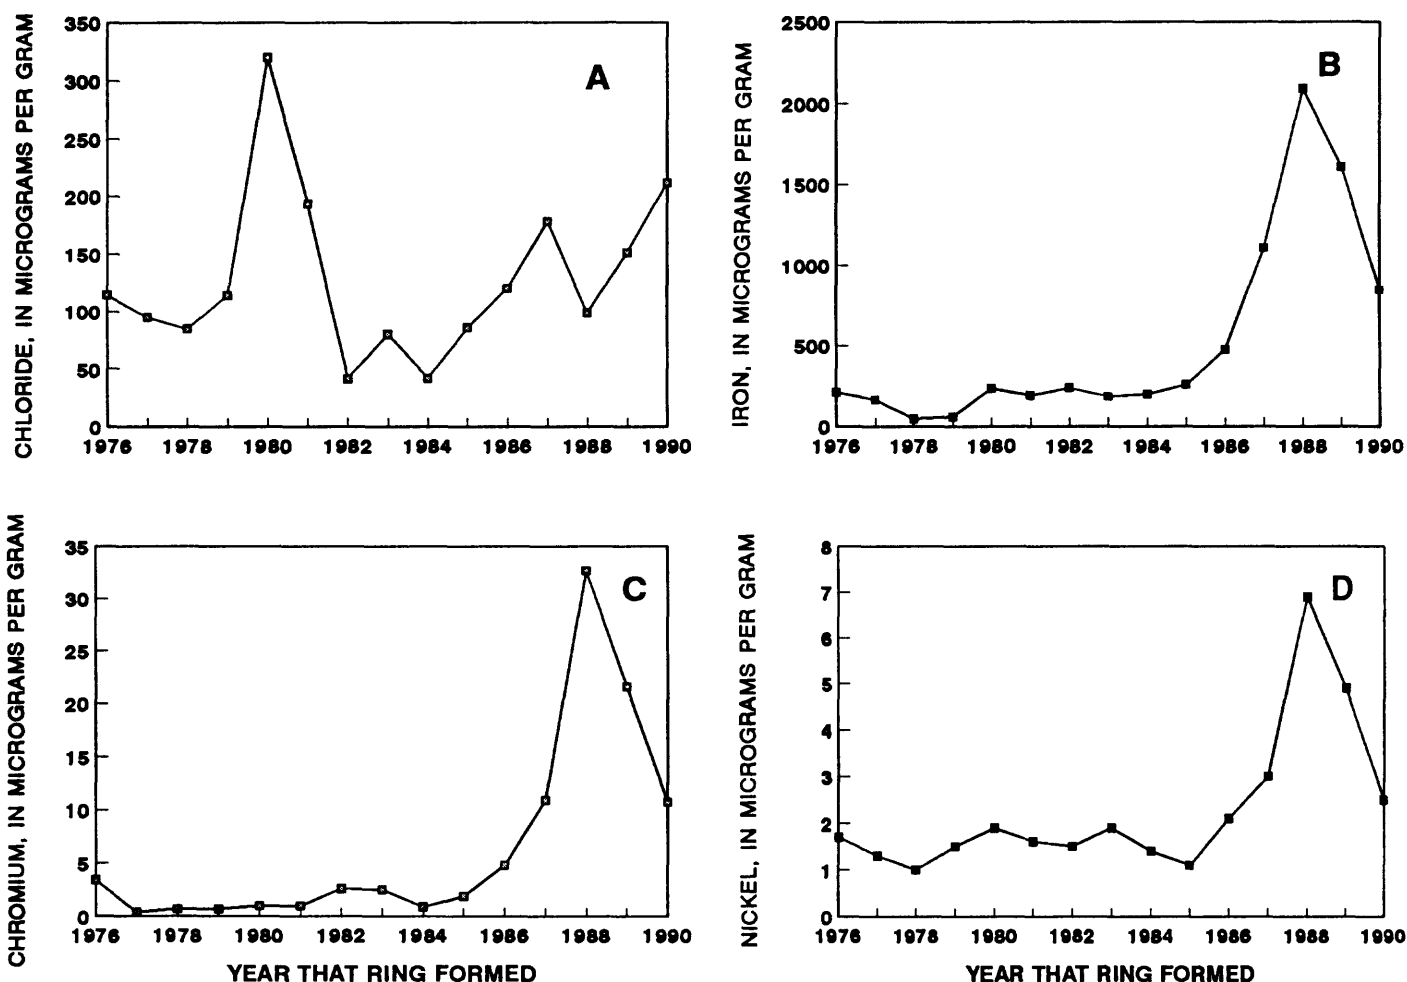 CHLORIDE, IN MICROGRAMS PER GRAM
350
300
250
200
150
100
50
0
A
1976 1978 1980 1982 1984 1986 1988 1990
IRON, IN MICROGRAMS PER GRAM
2500
2000
1500
1000
500
0
B
1976 1978 1980 1982 1984 1986 1988 1990
CHROMIUM, IN MICROGRAMS PER GRAM
35
30
25
20
15
10
5
0
C
1976 1978 1980 1982 1984 1986 1988 1990
YEAR THAT RING FORMED
NICKEL, IN MICROGRAMS PER GRAM
8
7
6
5
4
3
2
1
0
D
1976 1978 1980 1982 1984 1986 1988 1990
YEAR THAT RING FORMED